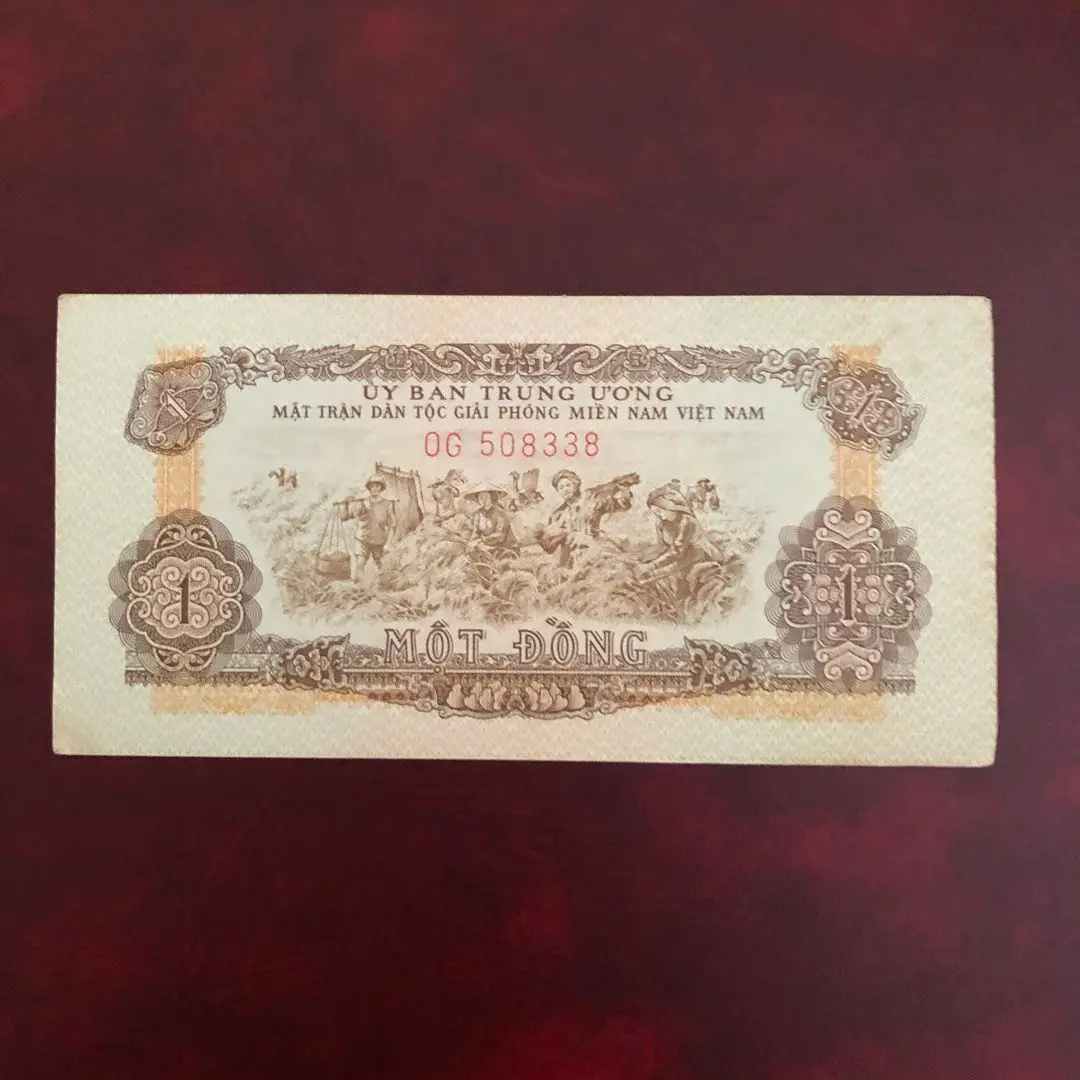 ỦY BAN TRUNG ƯƠNG
MẶT TRẬN DÂN TỘC GIẢI PHÓNG MIỀN NAM VIỆT NAM
1
OG 508338
1
1
MỘT ĐỒNG